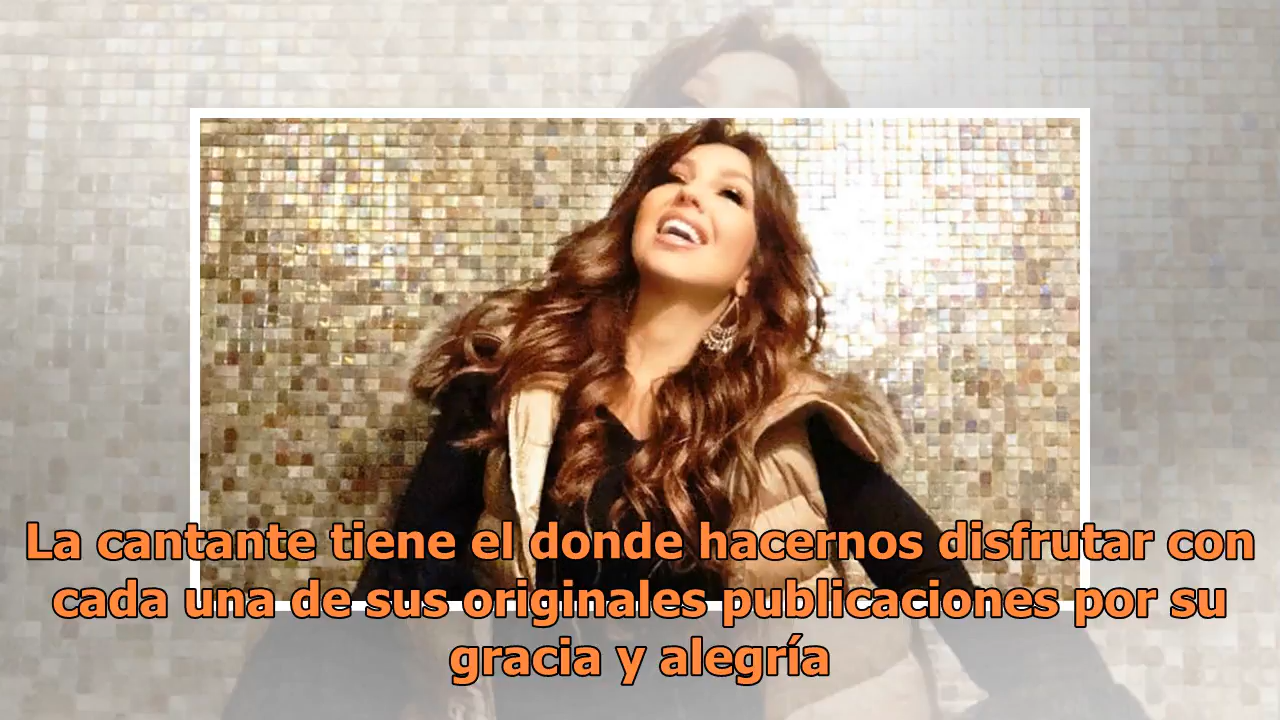 La cantante tiene el donde hacernos disfrutar con
cada una de sus originales publicaciones por su
gracia y alegría